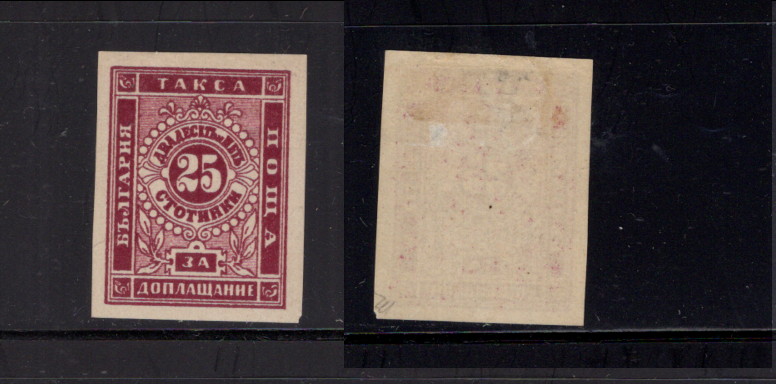 ТАКСА
БЪЛГАРИЯ
ПОЩА
ДВАДЕСЕТЬ И ПЕТЬ
25
СТОТИНКИ
ЗА
ДОПЛАЩАНИЕ